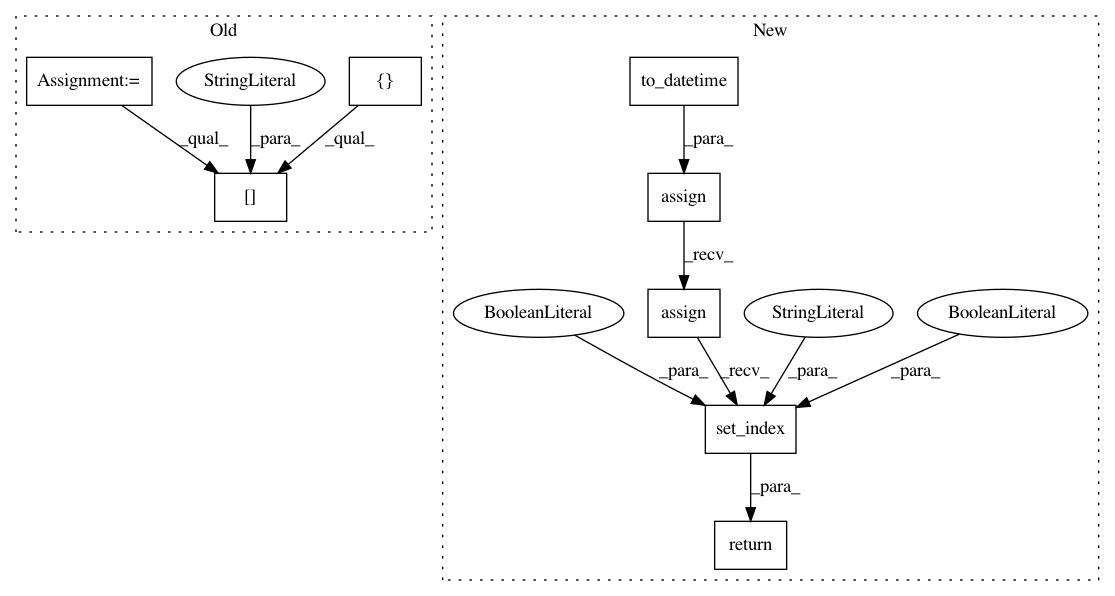 Old
New
Assignment:=
StringLiteral
{}
to_datetime
_qual_
_para_
_qual_
_para_
[]
assign
_recv_
BooleanLiteral
assign
StringLiteral
BooleanLiteral
_para_
_recv_
_para_
_para_
set_index
_para_
return